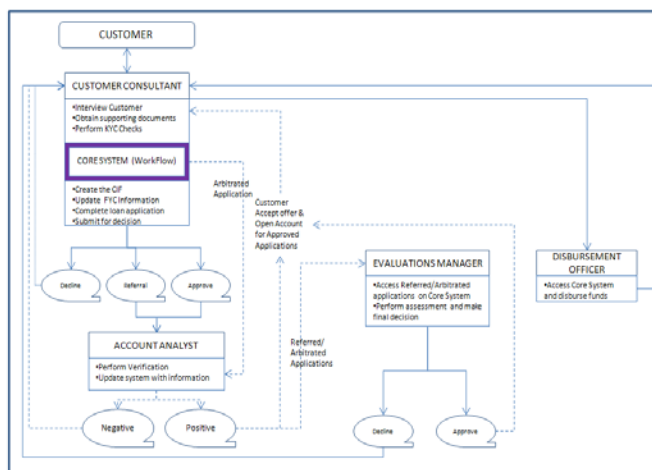 CUSTOMER
CUSTOMER CONSULTANT
•Interview Customer
•Obtain supporting documents
•Perform KYC Checks
CORE SYSTEM (WorkFlow)
•Create the CIF
•Update FYC Information
•Complete loan application
•Submit for decision
Arbitrated
Application
Customer
Accept offer &
Open Account
for Approved
Applications
Decline
Referral
Approve
EVALUATIONS MANAGER
•Access Referred/Arbitrated
applications on Core System
•Perform assessment and make
final decision
DISBURSEMENT
OFFICER
•Access Core System
and disburse funds
ACCOUNT ANALYST
•Perform Verification
•Update system with information
Referred/
Arbitrated
Applications
Negative
Positive
Decline
Approve